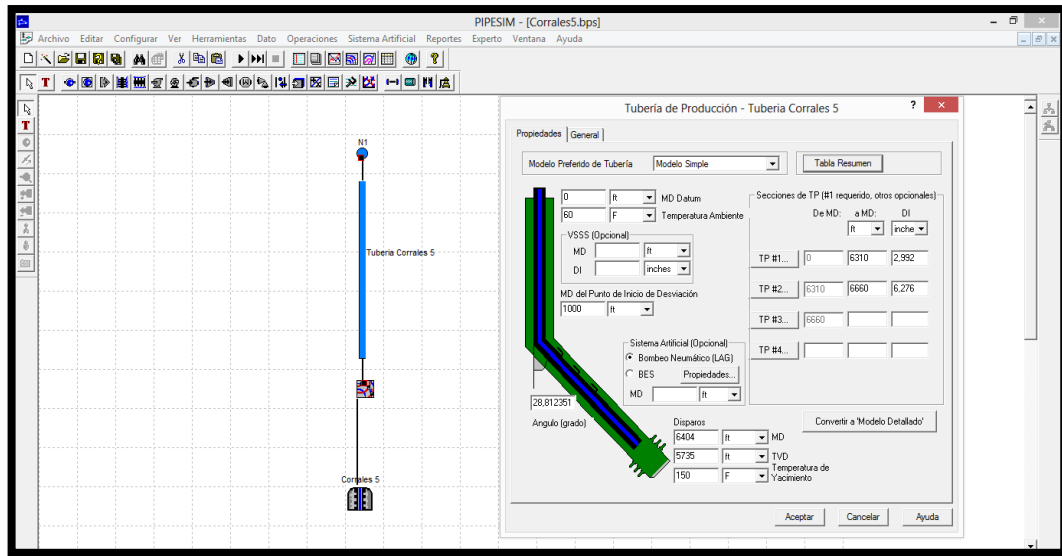 PIPESIM - [Corrales5.bps]
Archivo Editar Configurar Ver Herramientas Dato Operaciones Sistema Artificial Reportes Experto Ventana Ayuda
T
T
N1
Tuberia Corrales 5
Corrales 5
Tubería de Producción - Tuberia Corrales 5
Propiedades General
Modelo Preferido de Tubería Modelo Simple Tabla Resumen
0 ft MD Datum
60 F Temperatura Ambiente
VSSS (Opcional)
MD ft
DI inches
MD del Punto de Inicio de Desviación
1000 ft
Sistema Artificial (Opcional)
Bombeo Neumático (LAG)
BES Propiedades...
MD ft
28,812351
Angulo (grado)
Disparos
6404 ft MD
5735 ft TVD
150 F Temperatura de Yacimiento
Secciones de TP (#1 requerido, otros opcionales)
De MD: a MD: DI
ft inche
TP #1... 0 6310 2,992
TP #2... 6310 6660 6,276
TP #3... 6660
TP #4...
Convertir a 'Modelo Detallado'
Aceptar Cancelar Ayuda